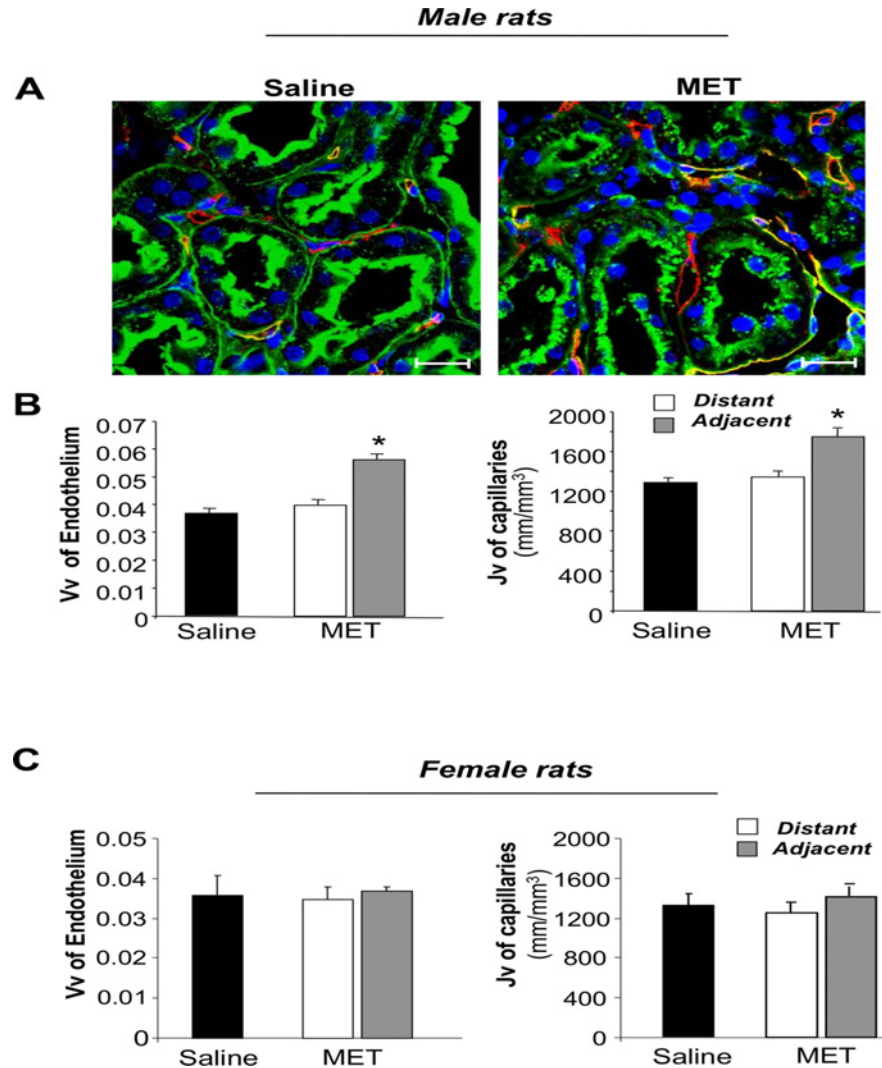 Male rats
A
Saline
MET
B
Vv of Endothelium
0.07
0.06
0.05
0.04
0.03
0.02
0.01
0
*
Saline
MET
Jv of capillaries
(mm/mm³)
2000
1600
1200
800
400
0
Distant
Adjacent
*
Saline
MET
C
Female rats
Vv of Endothelium
0.05
0.04
0.03
0.02
0.01
0
Saline
MET
Jv of capillaries
(mm/mm³)
2000
1600
1200
800
400
0
Distant
Adjacent
Saline
MET